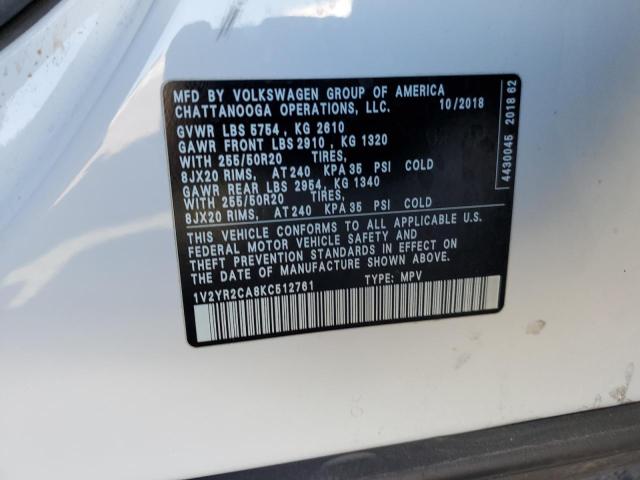 MFD BY VOLKSWAGEN GROUP OF AMERICA
CHATTANOOGA OPERATIONS, LLC. 10/2018
GVWR LBS 5754 , KG 2610
GAWR FRONT LBS 2910 , KG 1320
WITH 255/50R20 TIRES,
8JX20 RIMS, AT 240 KPA 35 PSI COLD
GAWR REAR LBS 2954, KG 1340
WITH 255/50R20 TIRES,
8JX20 RIMS, AT 240 KPA 35 PSI COLD
THIS VEHICLE CONFORMS TO ALL APPLICABLE U.S.
FEDERAL MOTOR VEHICLE SAFETY AND
THEFT PREVENTION STANDARDS IN EFFECT ON
THE DATE OF MANUFACTURE SHOWN ABOVE
1V2YR2CA8KC512761 TYPE: MPV
4430045 2018 62